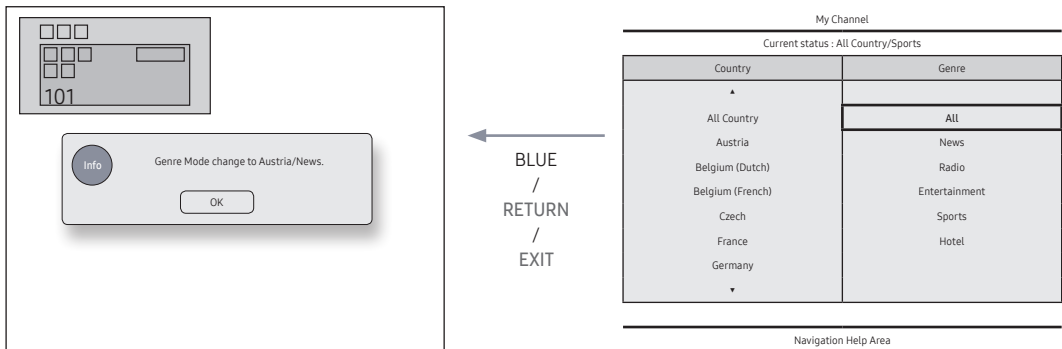 101
Info
Genre Mode change to Austria/News.
OK
BLUE
/
RETURN
/
EXIT
My Channel
Current status : All Country/Sports
Country Genre
▲
All Country All
Austria News
Belgium (Dutch) Radio
Belgium (French) Entertainment
Czech Sports
France Hotel
Germany
▼
Navigation Help Area